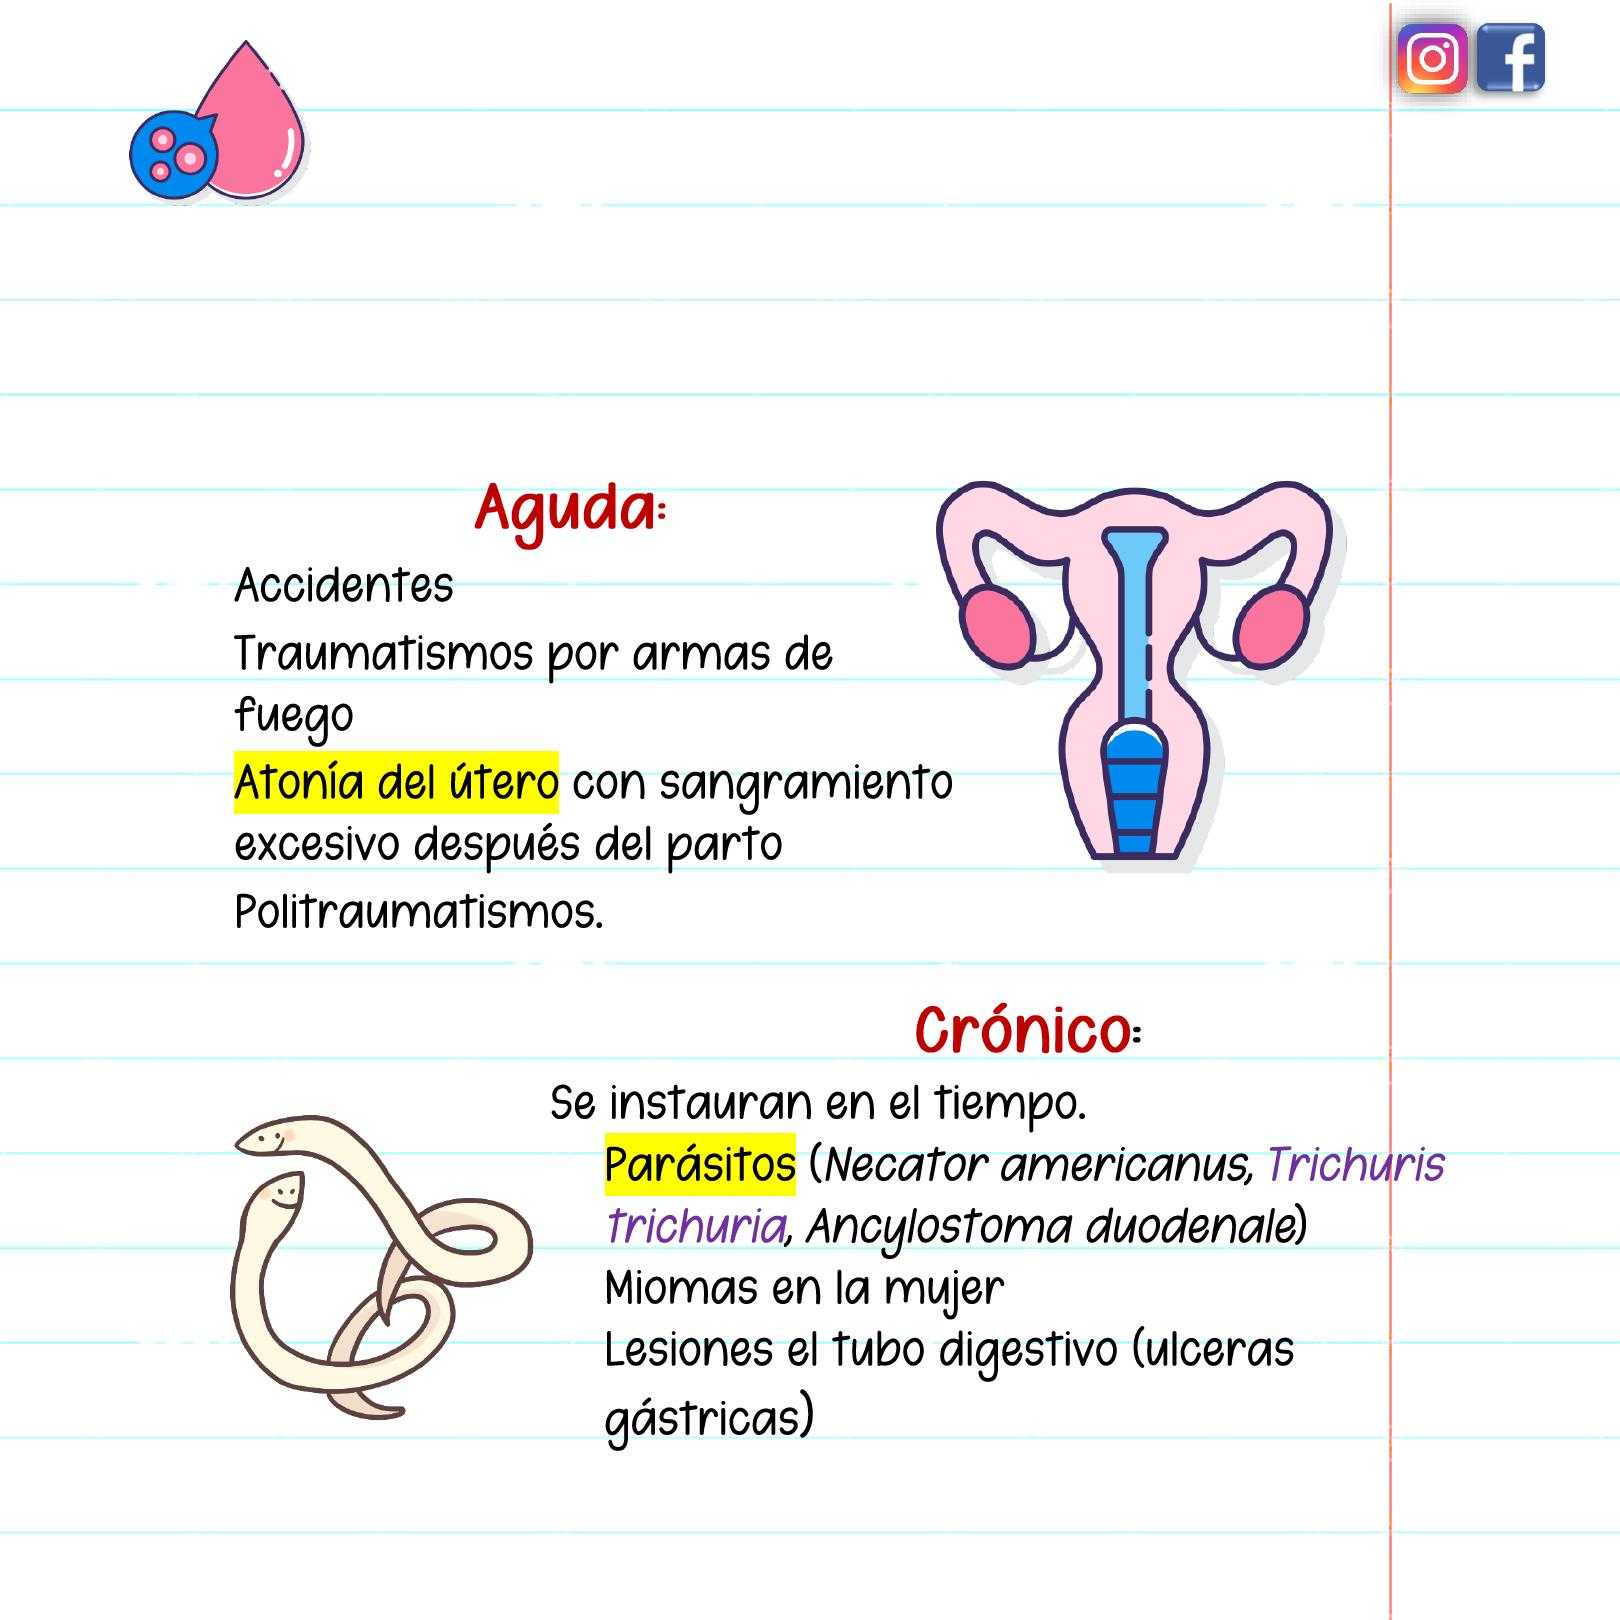 Aguda:
Accidentes
Traumatismos por armas de
fuego
Atonía del útero con sangramiento
excesivo después del parto
Politraumatismos.
Crónico:
Se instauran en el tiempo.
Parásitos (Necator americanus, Trichuris
trichuria, Ancylostoma duodenale)
Miomas en la mujer
Lesiones el tubo digestivo (ulceras
gástricas)